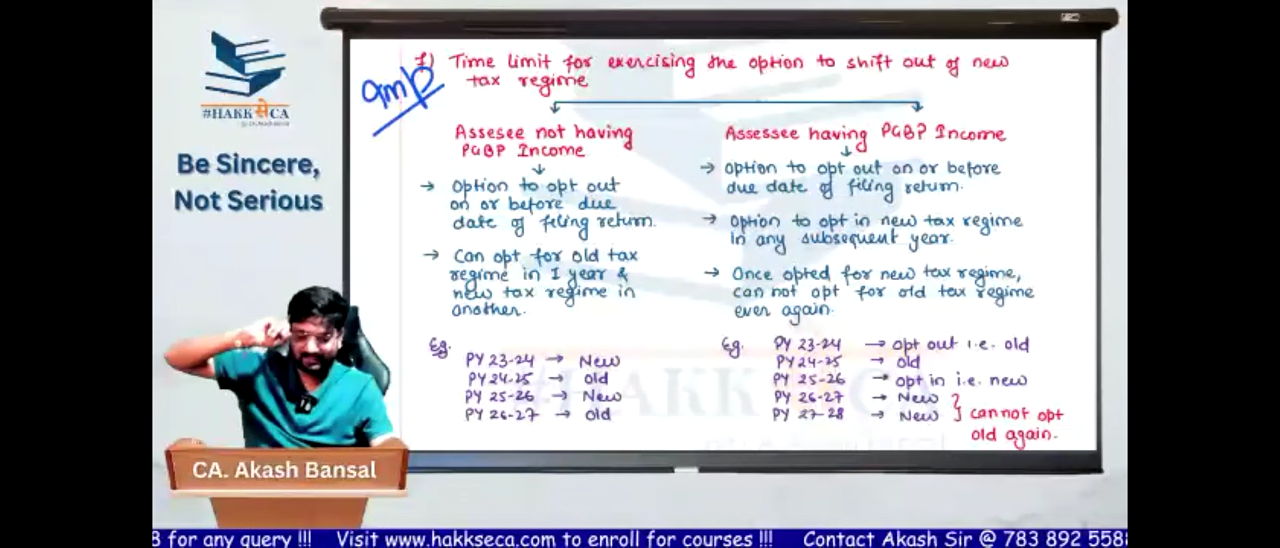 #HAKKसेCA
Be Sincere,
Not Serious
CA. Akash Bansal
Imp
1) Time limit for exercising the option to shift out of new
tax regime
Assesee not having
PGBP Income
→ Option to opt out
on or before due
date of filing return.
→ Can opt for old tax
regime in 1 year &
new tax regime in
another.
Eg.
PY 23-24 → New
PY 24-25 → old
PY 25-26 → New
PY 26-27 → old
Assessee having PGBP Income
→ Option to opt out on or before
due date of filing return.
→ Option to opt in new tax regime
in any subsequent year.
→ Once opted for new tax regime,
can not opt for old tax regime
ever again.
Eg. PY 23-24 → opt out i.e. old
PY 24-25 → old
PY 25-26 → opt in i.e. new
PY 26-27 → New
PY 27-28 → New } cannot opt
old again.
8 for any query !!! Visit www.hakkseca.com to enroll for courses !!! Contact Akash Sir @ 783 892 558